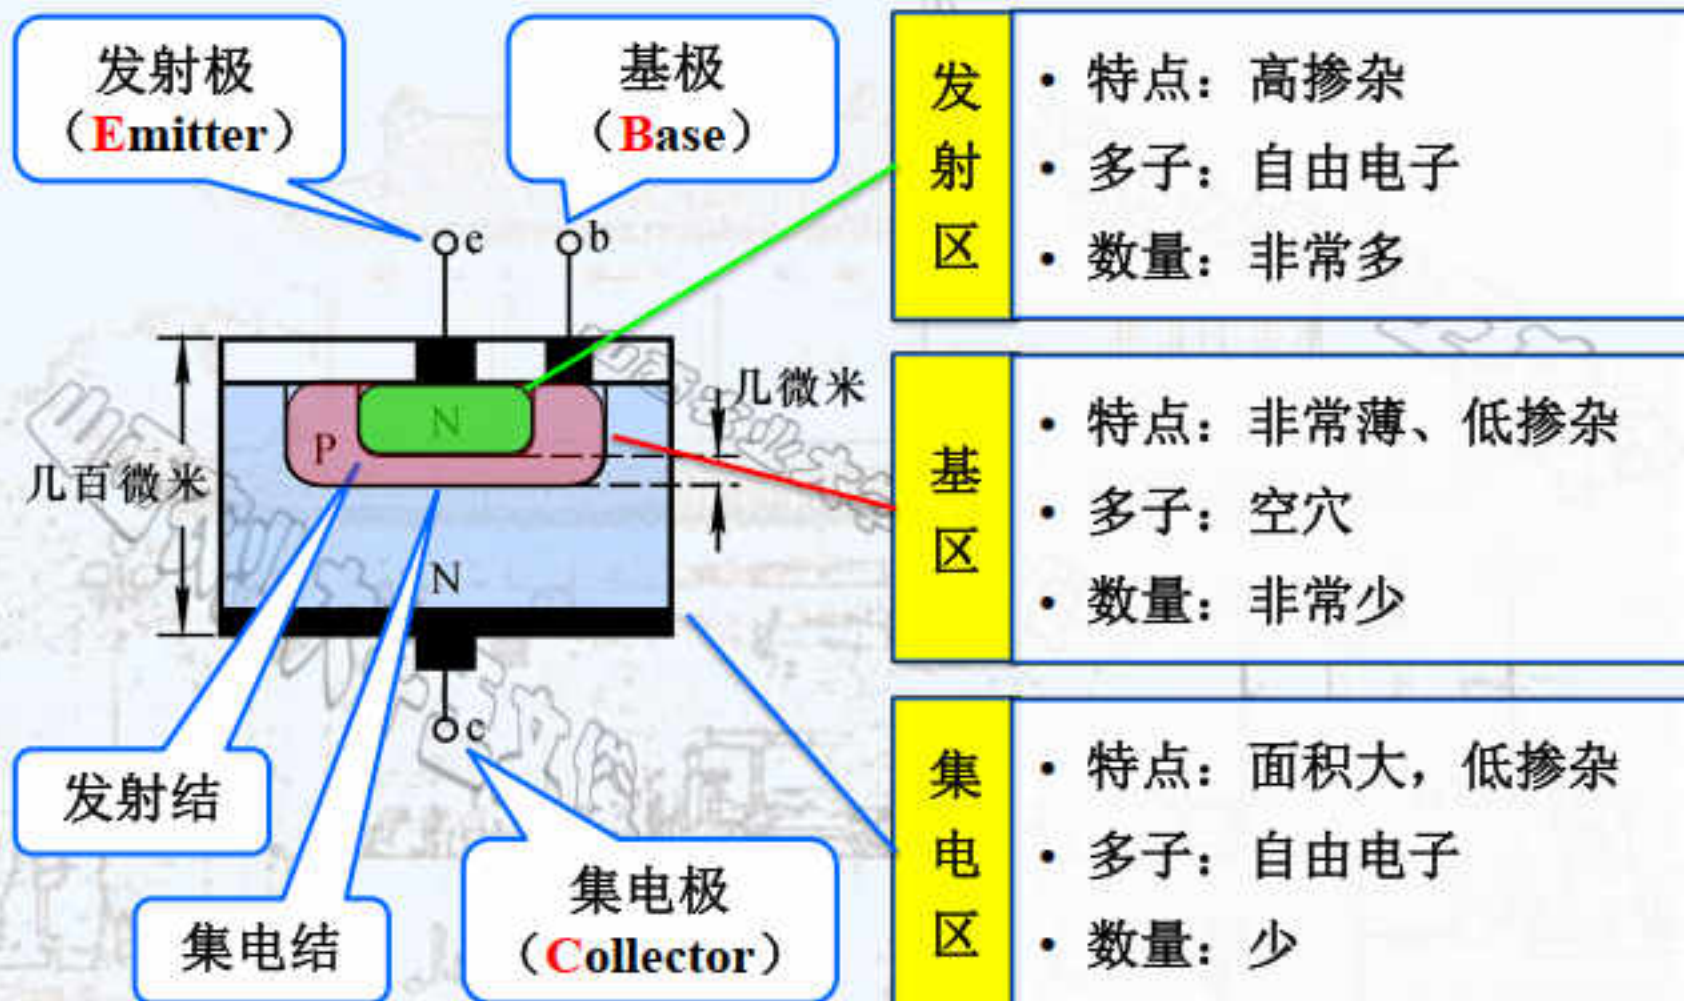 发射极
（Emitter）
基极
（Base）
e
b
几微米
N
P
几百微米
N
c
发射结
集电结
集电极
（Collector）
发射区
• 特点：高掺杂
• 多子：自由电子
• 数量：非常多
基区
• 特点：非常薄、低掺杂
• 多子：空穴
• 数量：非常少
集电区
• 特点：面积大，低掺杂
• 多子：自由电子
• 数量：少